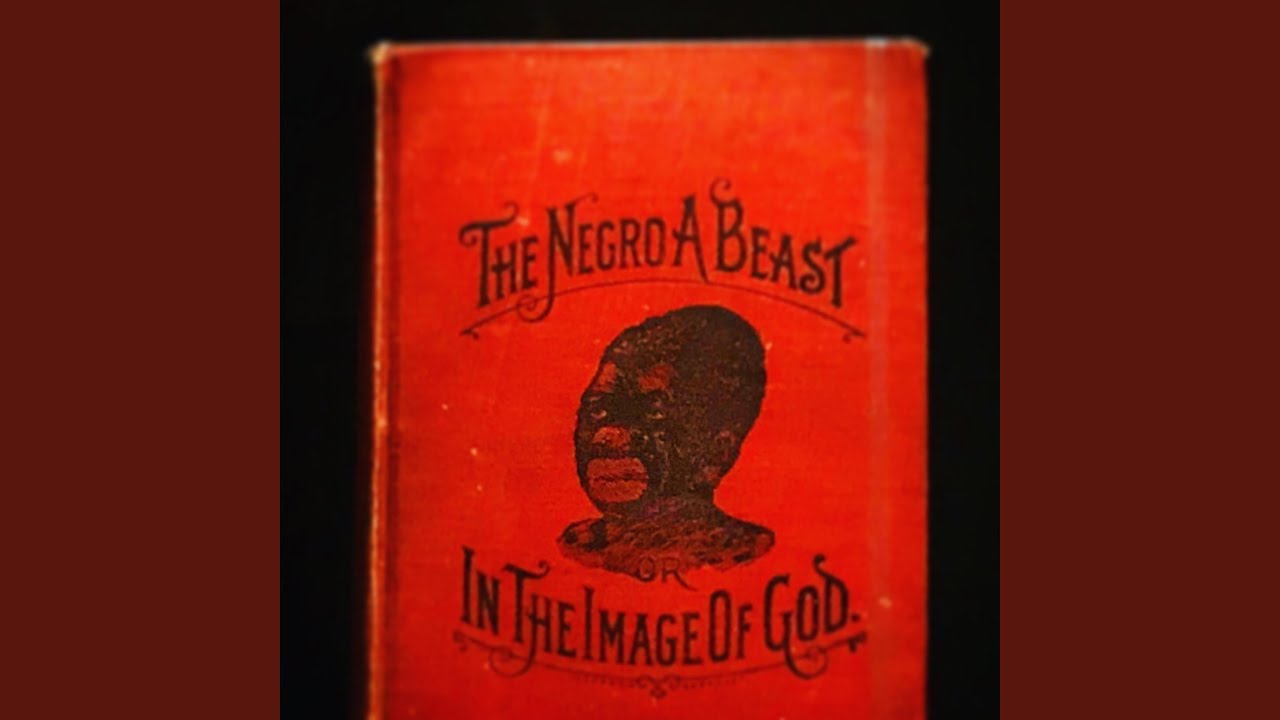 THE NEGRO A BEAST
OR
IN THE IMAGE OF GOD.